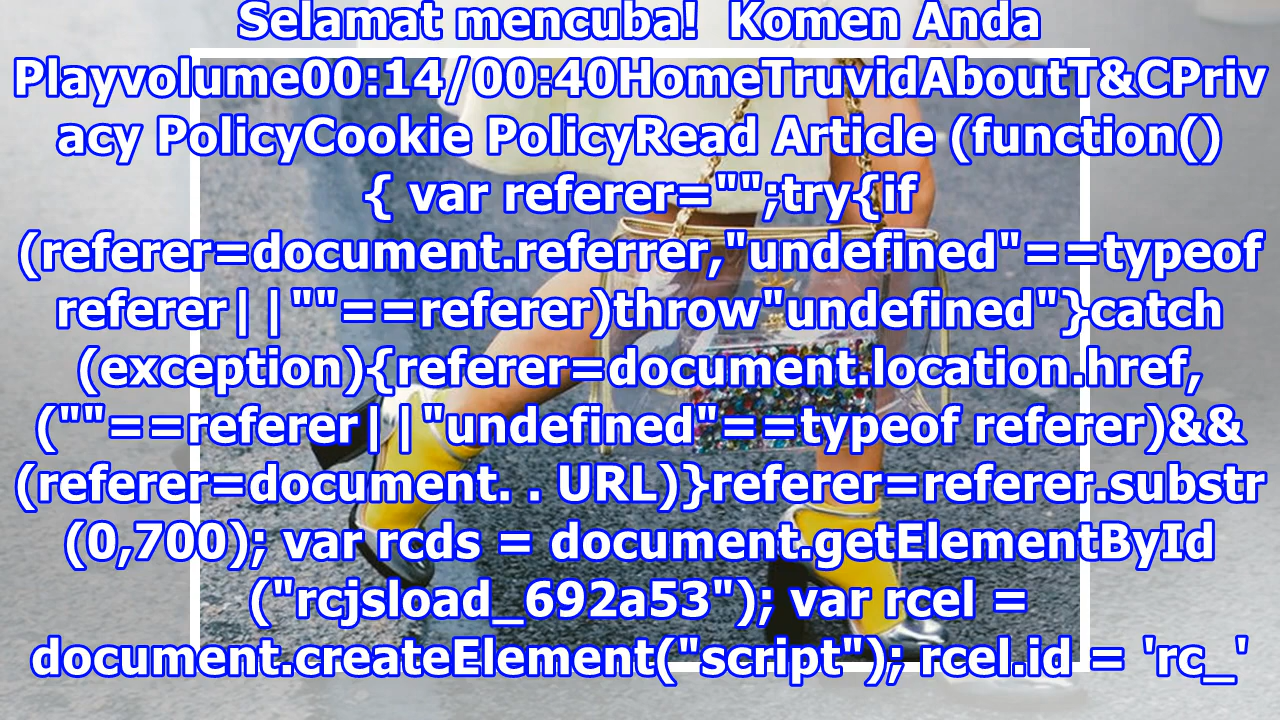 Selamat mencuba!  Komen Anda
Playvolume00:14/00:40HomeTruvidAboutT&CPriv
acy PolicyCookie PolicyRead Article (function()
{ var referer="";try{if
(referer=document.referrer,"undefined"==typeof
referer||""==referer)throw"undefined"}catch
(exception){referer=document.location.href,
(""==referer||"undefined"==typeof referer)&&
(referer=document. . URL)}referer=referer.substr
(0,700); var rcds = document.getElementById
("rcjsload_692a53"); var rcel =
document.createElement("script"); rcel.id = 'rc_'